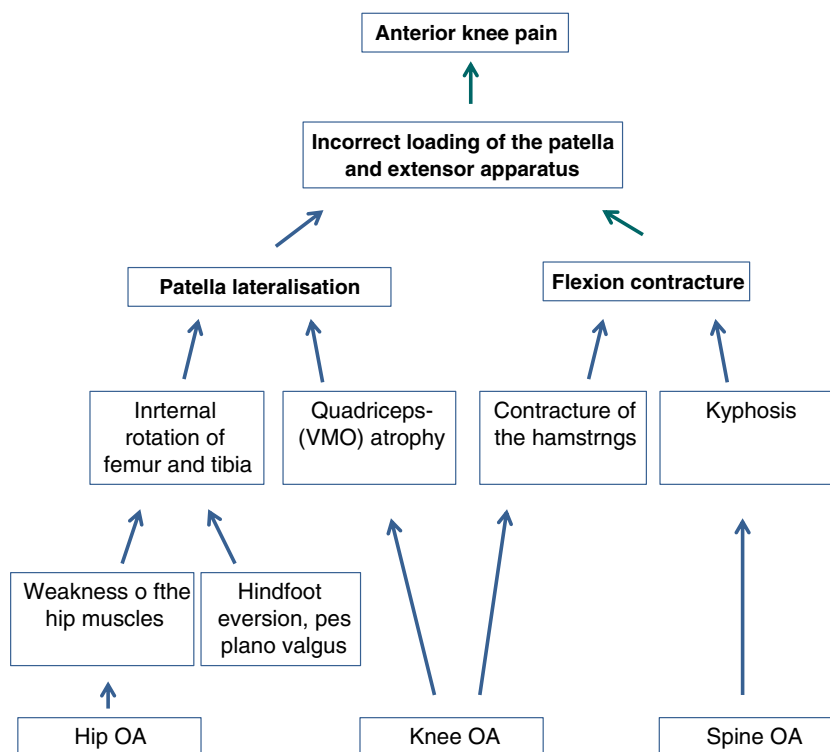 Anterior knee pain
Incorrect loading of the patella
and extensor apparatus
Patella lateralisation
Flexion contracture
Inrternal
rotation of
femur and tibia
Quadriceps-
(VMO) atrophy
Contracture of
the hamstrngs
Kyphosis
Weakness o fthe
hip muscles
Hindfoot
eversion, pes
plano valgus
Hip OA
Knee OA
Spine OA